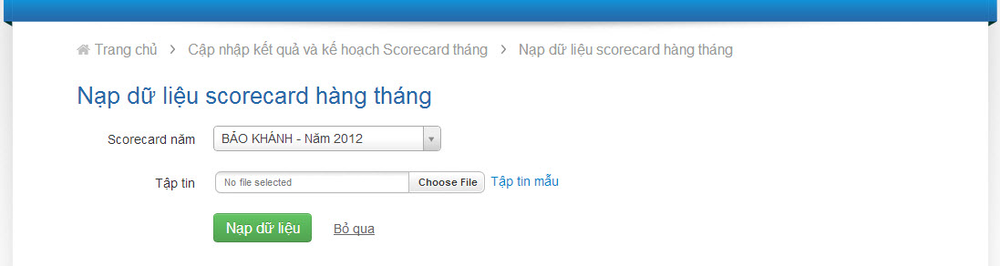 Trang chủ › Cập nhập kết quả và kế hoạch Scorecard tháng › Nạp dữ liệu scorecard hàng tháng
Nạp dữ liệu scorecard hàng tháng
Scorecard năm BẢO KHÁNH - Năm 2012
Tập tin No file selected Choose File Tập tin mẫu
Nạp dữ liệu Bỏ qua